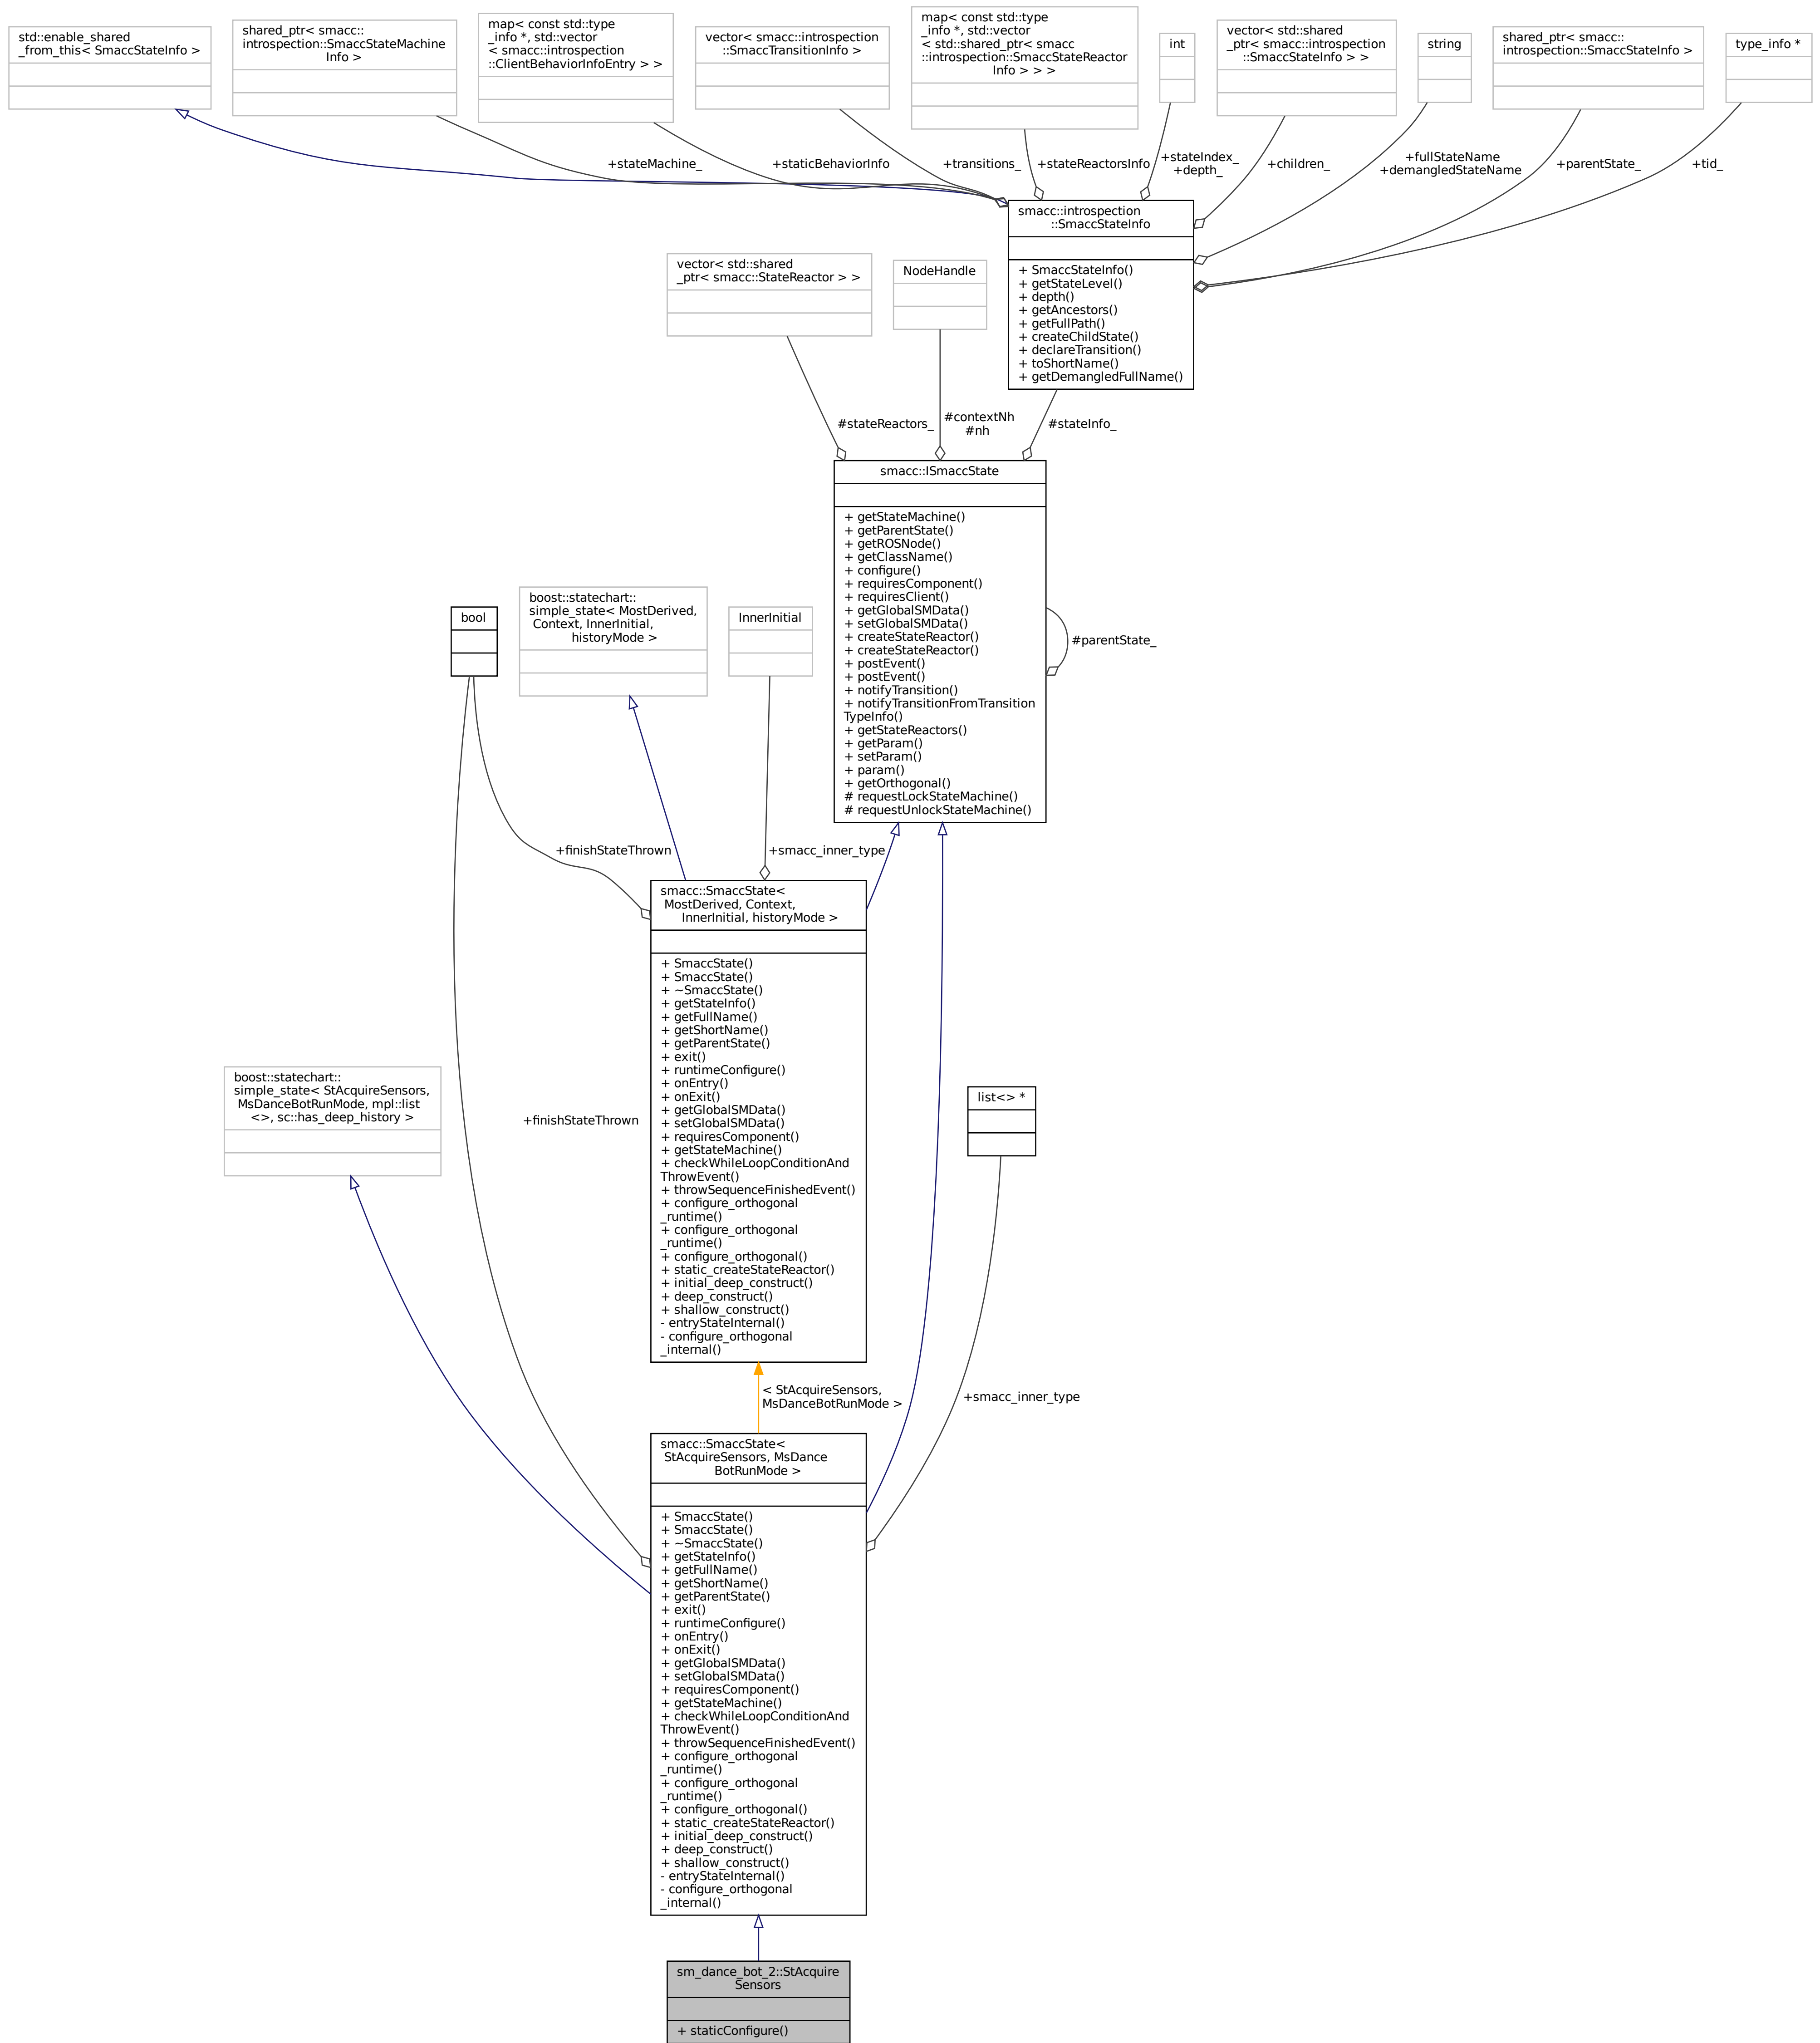 std::enable_shared
_from_this< SmaccStateInfo >
shared_ptr< smacc::
introspection::SmaccStateMachine
Info >
map< const std::type
_info *, std::vector
< smacc::introspection
::ClientBehaviorInfoEntry > >
vector< smacc::introspection
::SmaccTransitionInfo >
map< const std::type
_info *, std::vector
< std::shared_ptr< smacc
::introspection::SmaccStateReactor
Info > > >
int
vector< std::shared
_ptr< smacc::introspection
::SmaccStateInfo > >
string
shared_ptr< smacc::
introspection::SmaccStateInfo >
type_info *
+stateMachine_
+staticBehaviorInfo
+transitions_
+stateReactorsInfo
+stateIndex_
+depth_
+children_
+fullStateName
+demangledStateName
+parentState_
+tid_
smacc::introspection
::SmaccStateInfo
+ SmaccStateInfo()
+ getStateLevel()
+ depth()
+ getAncestors()
+ getFullPath()
+ createChildState()
+ declareTransition()
+ toShortName()
+ getDemangledFullName()
vector< std::shared
_ptr< smacc::StateReactor > >
NodeHandle
#stateReactors_
#contextNh
#nh
#stateInfo_
smacc::ISmaccState
+ getStateMachine()
+ getParentState()
+ getROSNode()
+ getClassName()
+ configure()
+ requiresComponent()
+ requiresClient()
+ getGlobalSMData()
+ setGlobalSMData()
+ createStateReactor()
+ createStateReactor()
+ postEvent()
+ postEvent()
+ notifyTransition()
+ notifyTransitionFromTransition
TypeInfo()
+ getStateReactors()
+ getParam()
+ setParam()
+ param()
+ getOrthogonal()
# requestLockStateMachine()
# requestUnlockStateMachine()
#parentState_
bool
boost::statechart::
simple_state< MostDerived,
Context, InnerInitial,
historyMode >
InnerInitial
+finishStateThrown
+smacc_inner_type
smacc::SmaccState<
MostDerived, Context,
InnerInitial, historyMode >
+ SmaccState()
+ SmaccState()
+ ~SmaccState()
+ getStateInfo()
+ getFullName()
+ getShortName()
+ getParentState()
+ exit()
+ runtimeConfigure()
+ onEntry()
+ onExit()
+ getGlobalSMData()
+ setGlobalSMData()
+ requiresComponent()
+ getStateMachine()
+ checkWhileLoopConditionAnd
ThrowEvent()
+ throwSequenceFinishedEvent()
+ configure_orthogonal
_runtime()
+ configure_orthogonal
_runtime()
+ configure_orthogonal()
+ static_createStateReactor()
+ initial_deep_construct()
+ deep_construct()
+ shallow_construct()
- entryStateInternal()
- configure_orthogonal
_internal()
boost::statechart::
simple_state< StAcquireSensors,
MsDanceBotRunMode, mpl::list
<>, sc::has_deep_history >
+finishStateThrown
list<> *
< StAcquireSensors,
MsDanceBotRunMode >
+smacc_inner_type
smacc::SmaccState<
StAcquireSensors, MsDance
BotRunMode >
+ SmaccState()
+ SmaccState()
+ ~SmaccState()
+ getStateInfo()
+ getFullName()
+ getShortName()
+ getParentState()
+ exit()
+ runtimeConfigure()
+ onEntry()
+ onExit()
+ getGlobalSMData()
+ setGlobalSMData()
+ requiresComponent()
+ getStateMachine()
+ checkWhileLoopConditionAnd
ThrowEvent()
+ throwSequenceFinishedEvent()
+ configure_orthogonal
_runtime()
+ configure_orthogonal
_runtime()
+ configure_orthogonal()
+ static_createStateReactor()
+ initial_deep_construct()
+ deep_construct()
+ shallow_construct()
- entryStateInternal()
- configure_orthogonal
_internal()
sm_dance_bot_2::StAcquire
Sensors
+ staticConfigure()